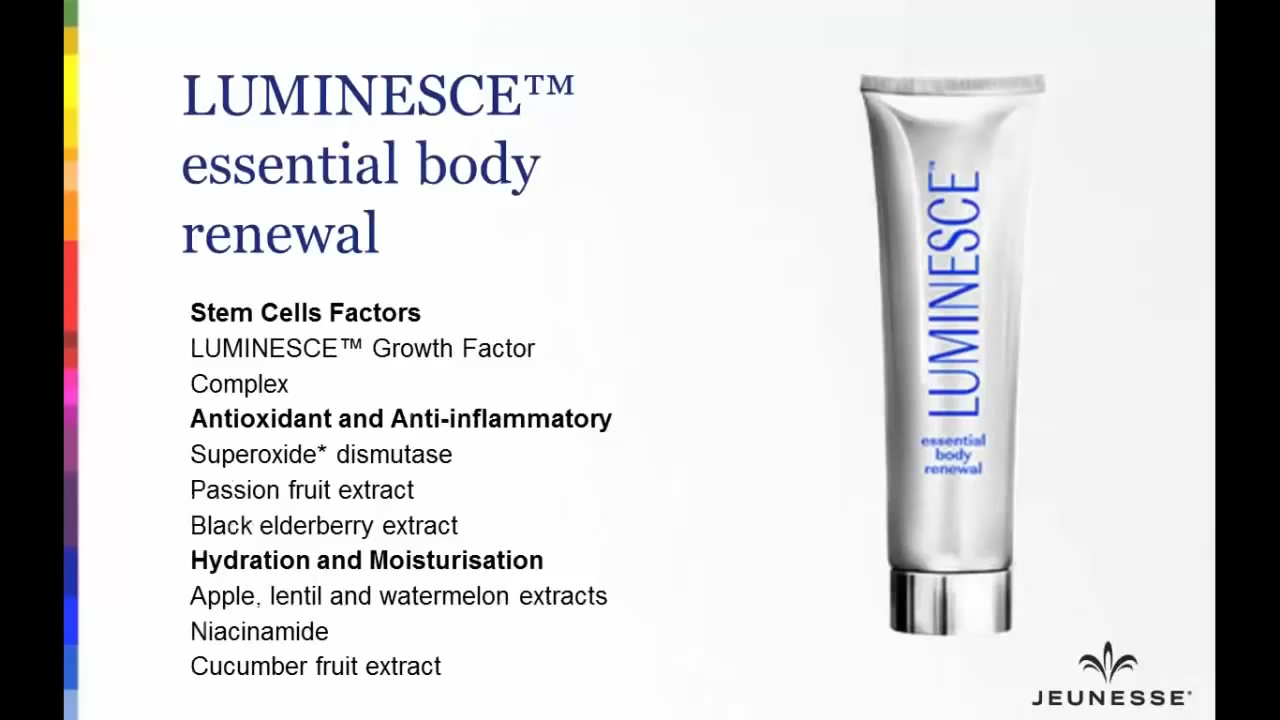 LUMINESCE™
essential body
renewal
Stem Cells Factors
LUMINESCE™ Growth Factor
Complex
Antioxidant and Anti-inflammatory
Superoxide* dismutase
Passion fruit extract
Black elderberry extract
Hydration and Moisturisation
Apple, lentil and watermelon extracts
Niacinamide
Cucumber fruit extract
LUMINESCE™
essential
body
renewal
JEUNESSE®